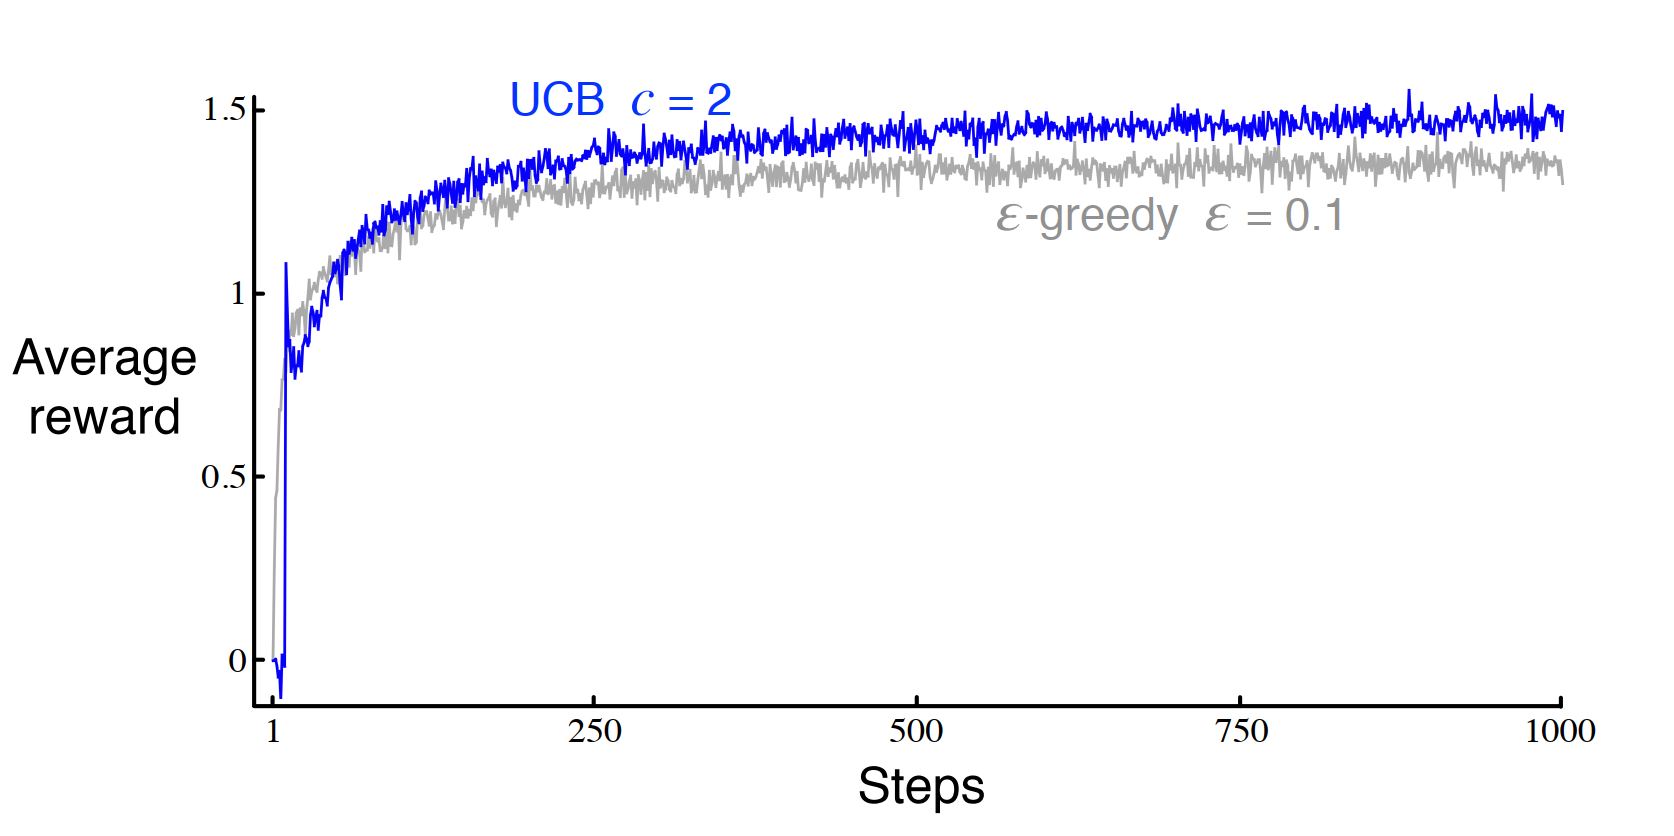 UCB c = 2
1.5
ε-greedy ε = 0.1
1
Average
reward
0.5
0
1 250 500 750 1000
Steps